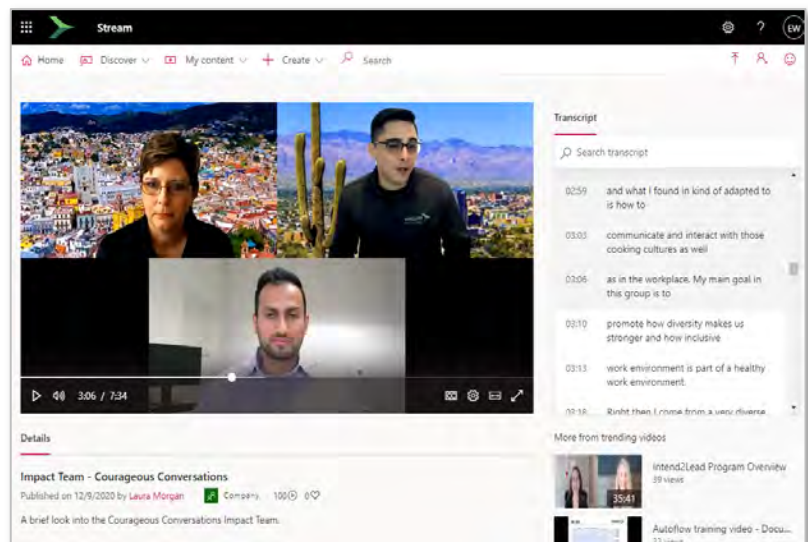 Stream
?
EW
Home Discover My content Create Search
Transcript
Search transcript
02:59 and what I found in kind of adapted to
is how to
03:03 communicate and interact with those
cooking cultures as well
03:06 as in the workplace. My main goal in
this group is to
03:10 promote how diversity makes us
stronger and how inclusive
03:13 work environment is part of a healthy
work environment.
03:18 Right then I come from a very diverse
3:06 / 7:34
Details
Impact Team - Courageous Conversations
Published on 12/9/2020 by Laura Morgan Company 100 0
A brief look into the Courageous Conversations Impact Team.
More from trending videos
35:41
Intend2Lead Program Overview
39 views
Autoflow training video - Docu...